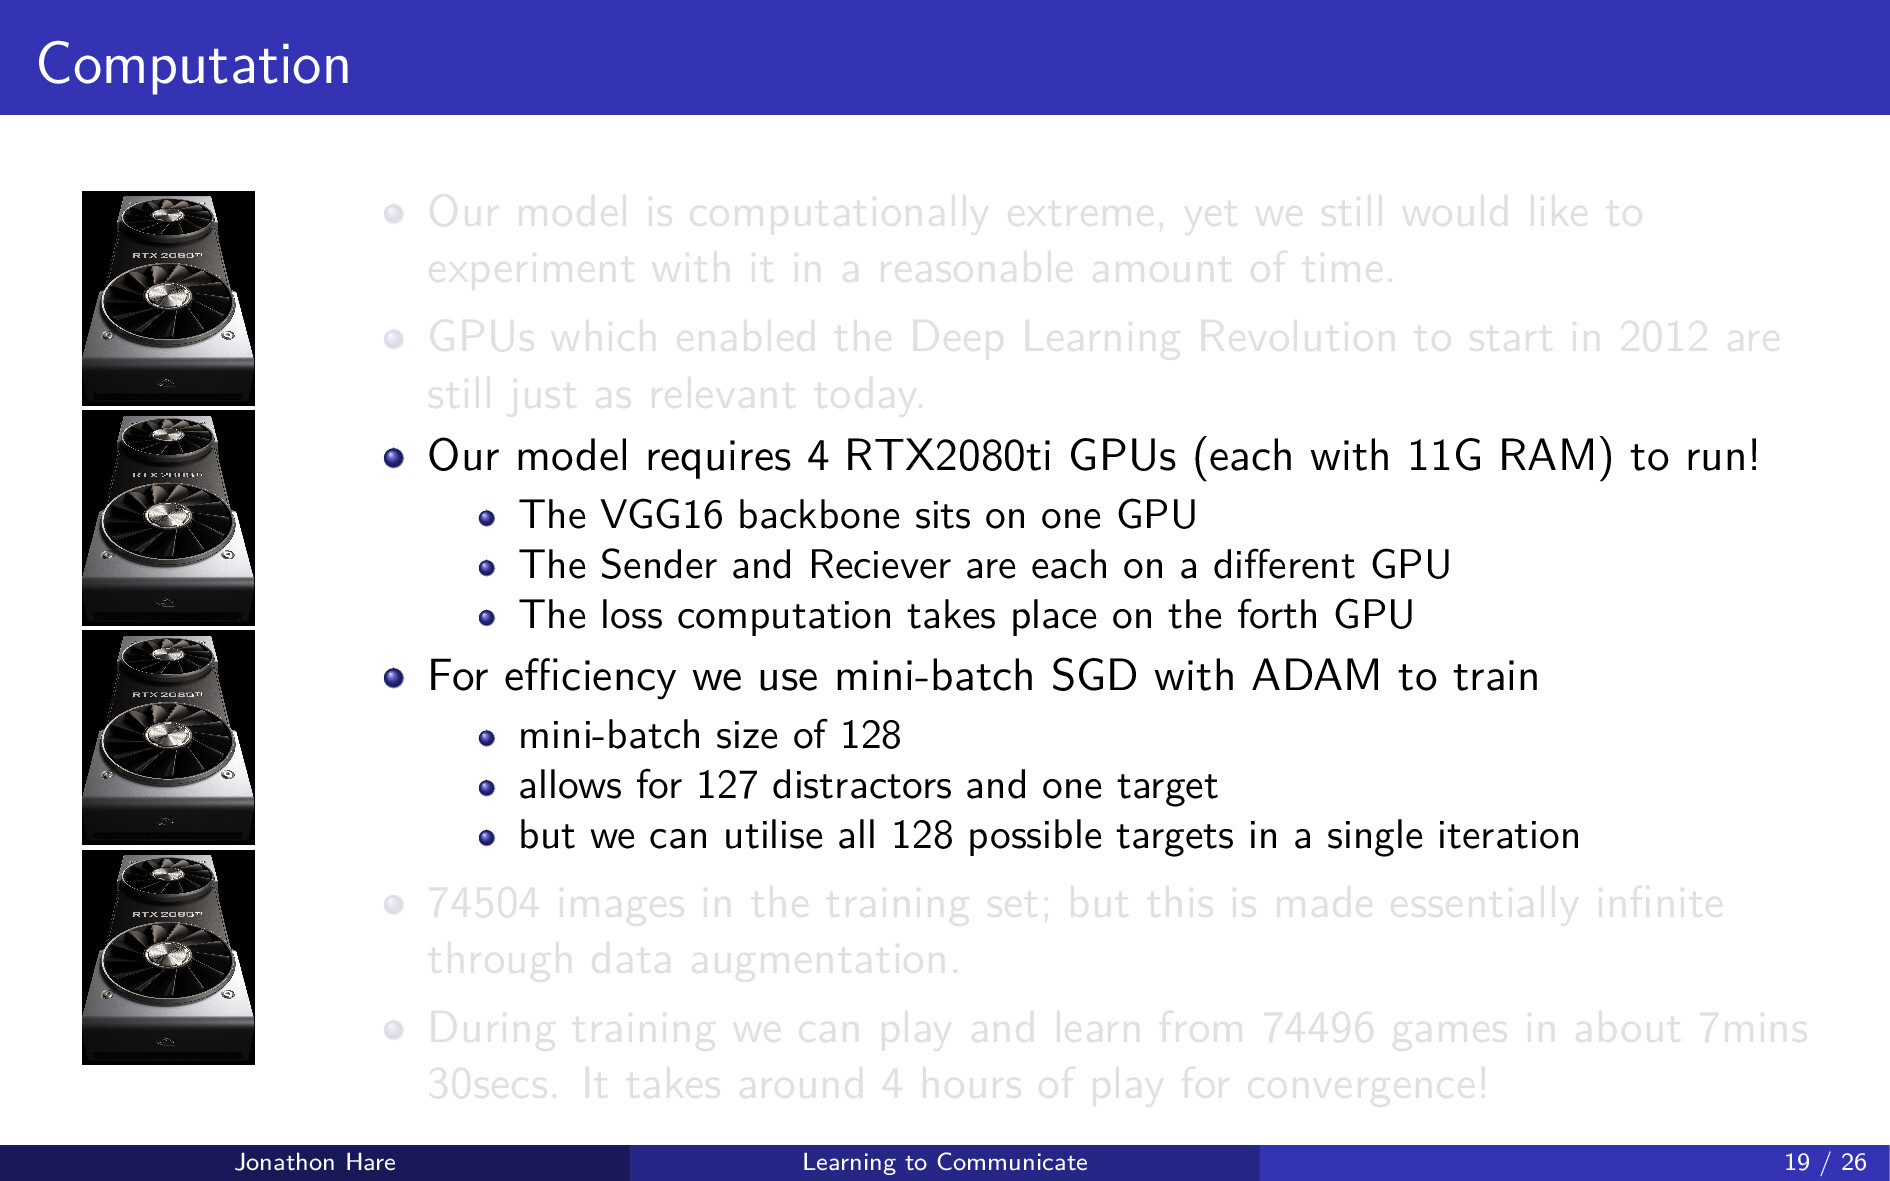 Computation
RTX 2080Ti
RTX 2080Ti
RTX 2080Ti
RTX 2080Ti
Our model is computationally extreme, yet we still would like to
experiment with it in a reasonable amount of time.
GPUs which enabled the Deep Learning Revolution to start in 2012 are
still just as relevant today.
Our model requires 4 RTX2080ti GPUs (each with 11G RAM) to run!
The VGG16 backbone sits on one GPU
The Sender and Reciever are each on a different GPU
The loss computation takes place on the forth GPU
For efficiency we use mini-batch SGD with ADAM to train
mini-batch size of 128
allows for 127 distractors and one target
but we can utilise all 128 possible targets in a single iteration
74504 images in the training set; but this is made essentially infinite
through data augmentation.
During training we can play and learn from 74496 games in about 7mins
30secs. It takes around 4 hours of play for convergence!
Jonathon Hare
Learning to Communicate
19 / 26